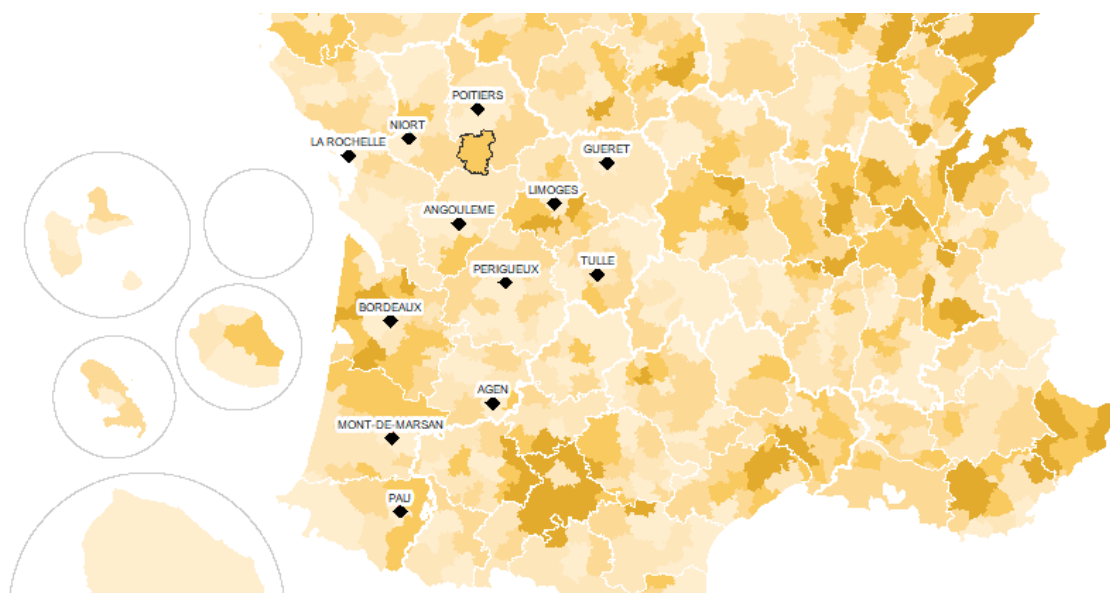 POITIERS
NIORT
LA ROCHELLE
GUERET
LIMOGES
ANGOULEME
PERIGUEUX
TULLE
BORDEAUX
AGEN
MONT-DE-MARSAN
PAU